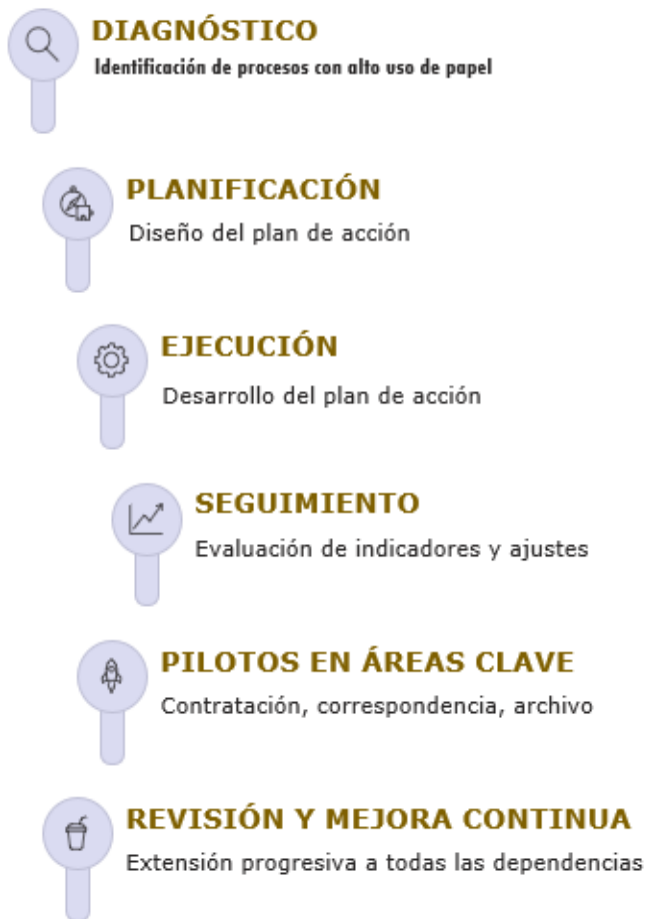 DIAGNÓSTICO
Identificación de procesos con alto uso de papel
PLANIFICACIÓN
Diseño del plan de acción
EJECUCIÓN
Desarrollo del plan de acción
SEGUIMIENTO
Evaluación de indicadores y ajustes
PILOTOS EN ÁREAS CLAVE
Contratación, correspondencia, archivo
REVISIÓN Y MEJORA CONTINUA
Extensión progresiva a todas las dependencias